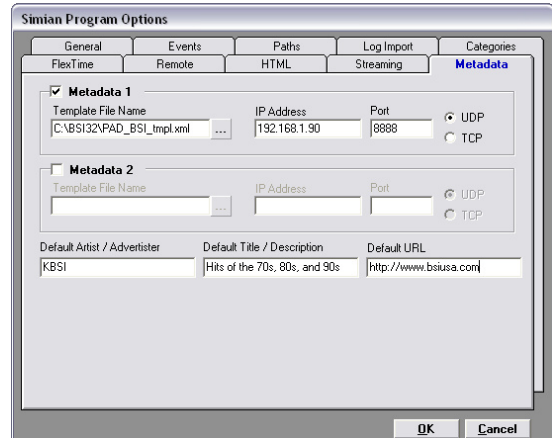 Simian Program Options
General Events Paths Log Import Categories
FlexTime Remote HTML Streaming Metadata
Metadata 1
Template File Name IP Address Port
C:\BSI32\PAD_BSI_tmpl.xml ... 192.168.1.90 8888
UDP
TCP
Metadata 2
Template File Name IP Address Port
...
UDP
TCP
Default Artist / Advertister Default Title / Description Default URL
KBSI Hits of the 70s, 80s, and 90s http://www.bsiusa.com
OK Cancel